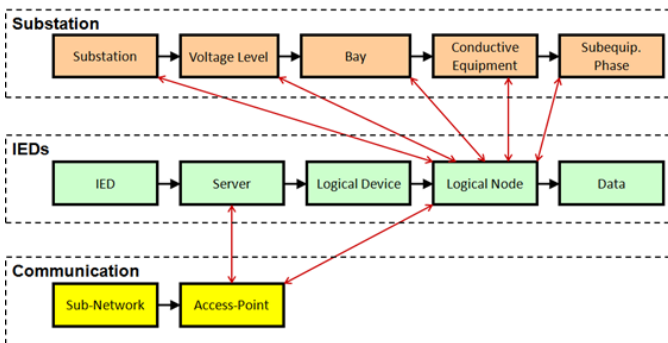 Substation
Substation
Voltage Level
Bay
Conductive
Equipment
Subequip.
Phase
IEDs
IED
Server
Logical Device
Logical Node
Data
Communication
Sub-Network
Access-Point